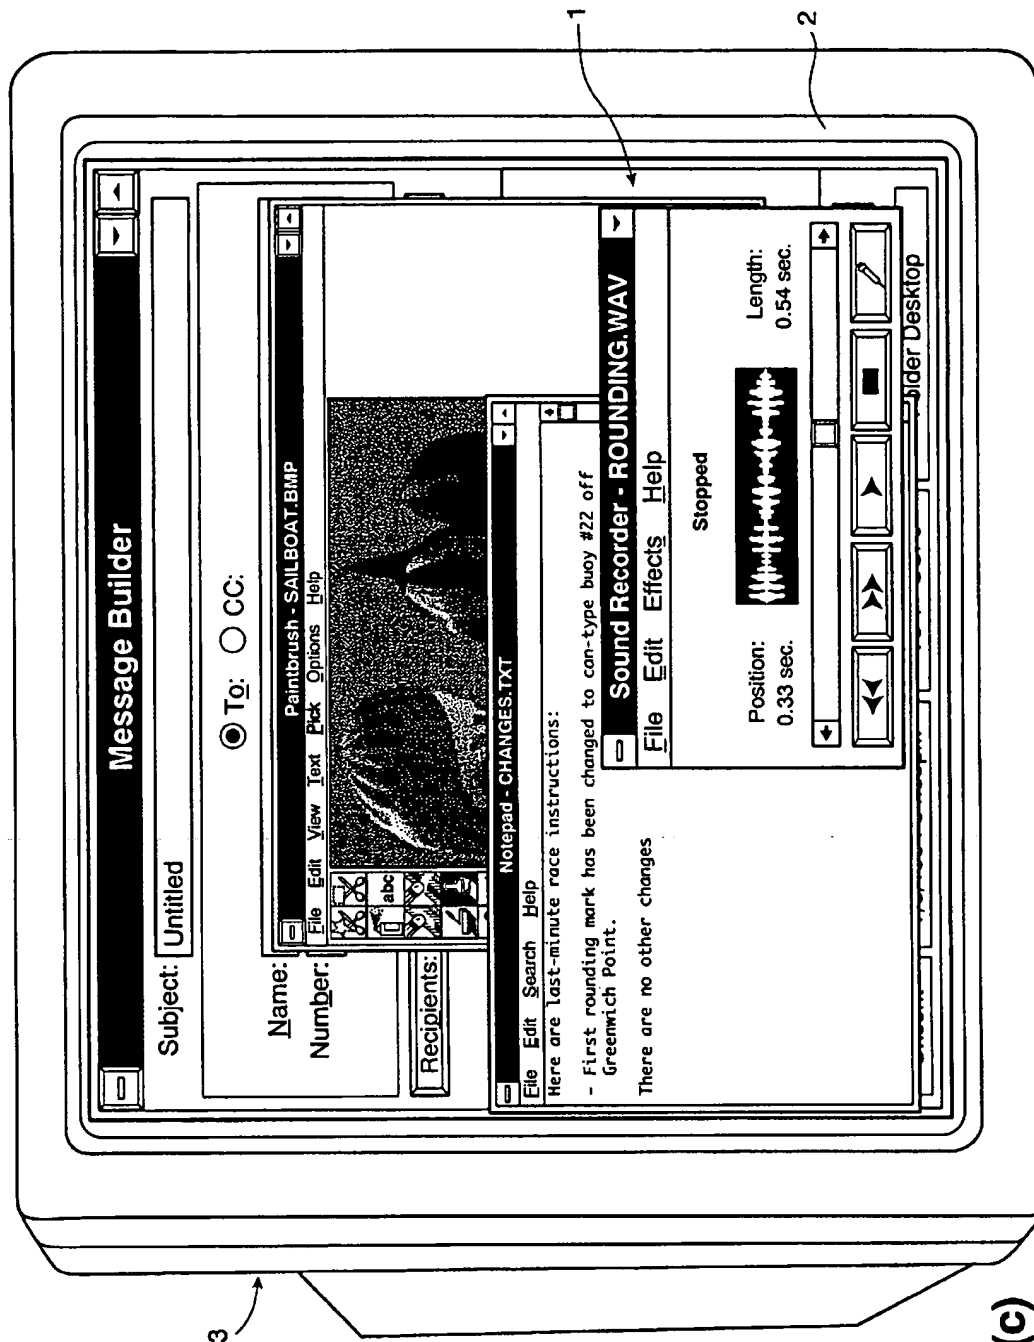 1
2
3
Message Builder
Subject: Untitled
To: CC:
Name:
Number:
Recipients:
Paintbrush - SAILBOAT.BMP
File Edit View Text Pick Options Help
abc
Notepad - CHANGES.TXT
File Edit Search Help
Here are last-minute race instructions:
- First rounding mark has been changed to can-type buoy #22 off
Greenwich Point.
There are no other changes
Sound Recorder - ROUNDING.WAV
File Edit Effects Help
Stopped
Position:
0.33 sec.
Length:
0.54 sec.
Desktop
(c)